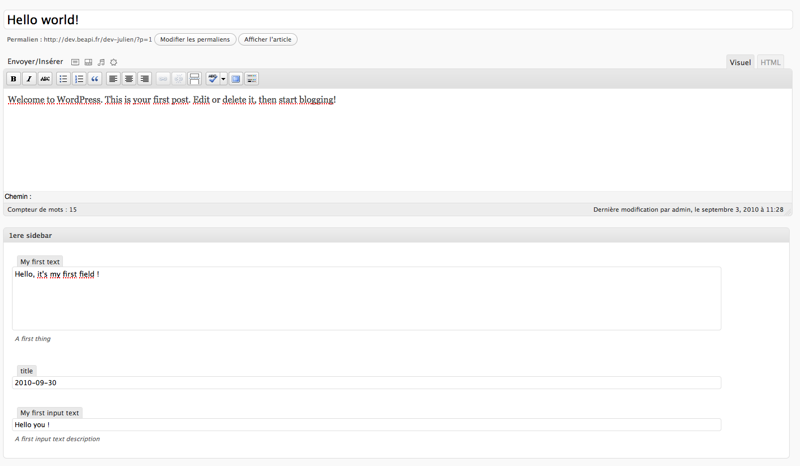 Hello world!
Permalien : http://dev.beapi.fr/dev-julien/?p=1 Modifier les permaliens Afficher l'article
Envoyer/Insérer Visuel HTML
B I ABC ABC
Welcome to WordPress. This is your first post. Edit or delete it, then start blogging!
Chemin :
Compteur de mots : 15 Dernière modification par admin, le septembre 3, 2010 à 11:28
1ere sidebar
My first text
Hello, it's my first field !
A first thing
title
2010-09-30
My first input text
Hello you !
A first input text description